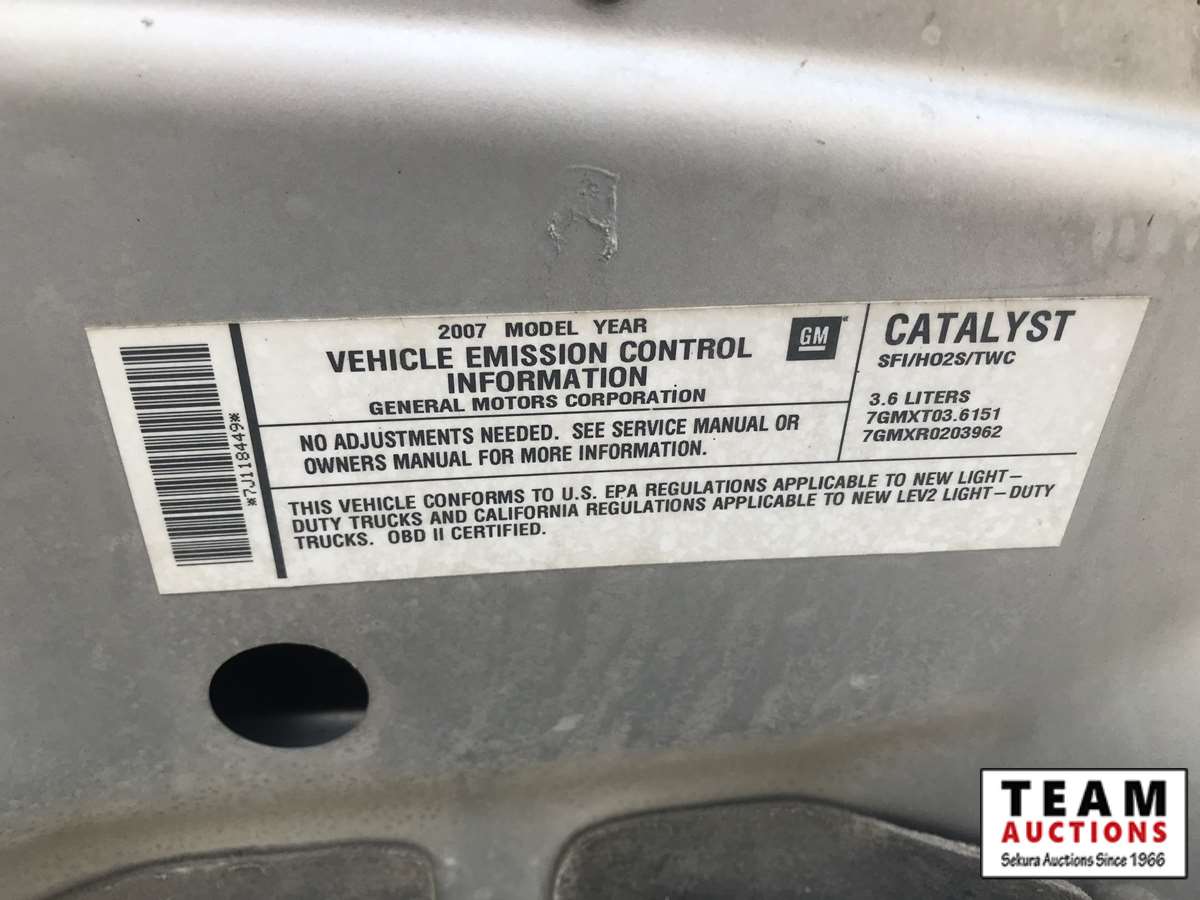 *7J118449*
2007 MODEL YEAR
VEHICLE EMISSION CONTROL
INFORMATION
GENERAL MOTORS CORPORATION
GM
NO ADJUSTMENTS NEEDED. SEE SERVICE MANUAL OR
OWNERS MANUAL FOR MORE INFORMATION.
CATALYST
SFI/HO2S/TWC
3.6 LITERS
7GMXT03.6151
7GMXR0203962
THIS VEHICLE CONFORMS TO U.S. EPA REGULATIONS APPLICABLE TO NEW LIGHT-
DUTY TRUCKS AND CALIFORNIA REGULATIONS APPLICABLE TO NEW LEV2 LIGHT-DUTY
TRUCKS. OBD II CERTIFIED.
TEAM
AUCTIONS
Sekura Auctions Since 1966